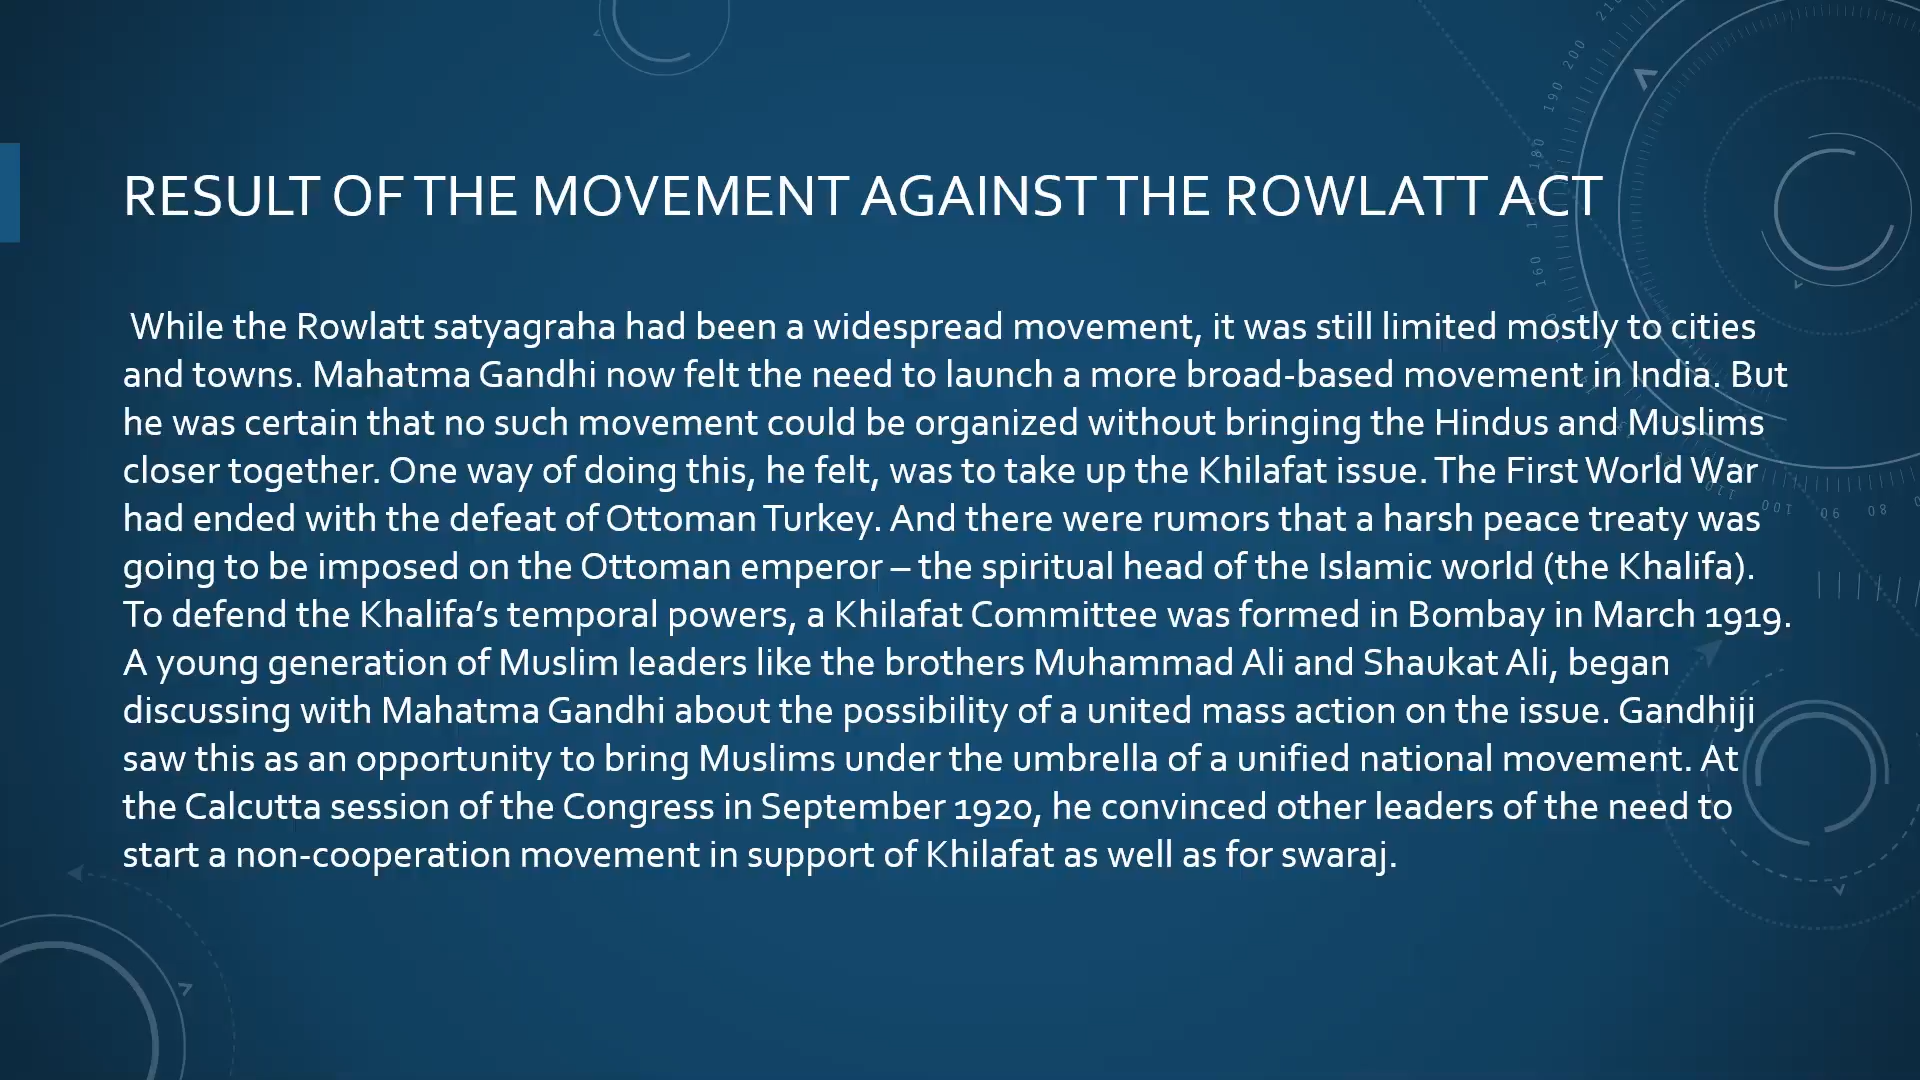 RESULT OF THE MOVEMENT AGAINST THE ROWLATT ACT
While the Rowlatt satyagraha had been a widespread movement, it was still limited mostly to cities
and towns. Mahatma Gandhi now felt the need to launch a more broad-based movement in India. But
he was certain that no such movement could be organized without bringing the Hindus and Muslims
closer together. One way of doing this, he felt, was to take up the Khilafat issue. The First World War
had ended with the defeat of Ottoman Turkey. And there were rumors that a harsh peace treaty was
going to be imposed on the Ottoman emperor – the spiritual head of the Islamic world (the Khalifa).
To defend the Khalifa’s temporal powers, a Khilafat Committee was formed in Bombay in March 1919.
A young generation of Muslim leaders like the brothers Muhammad Ali and Shaukat Ali, began
discussing with Mahatma Gandhi about the possibility of a united mass action on the issue. Gandhiji
saw this as an opportunity to bring Muslims under the umbrella of a unified national movement. At
the Calcutta session of the Congress in September 1920, he convinced other leaders of the need to
start a non-cooperation movement in support of Khilafat as well as for swaraj.
210
200
190
180
160
110
100
90
80